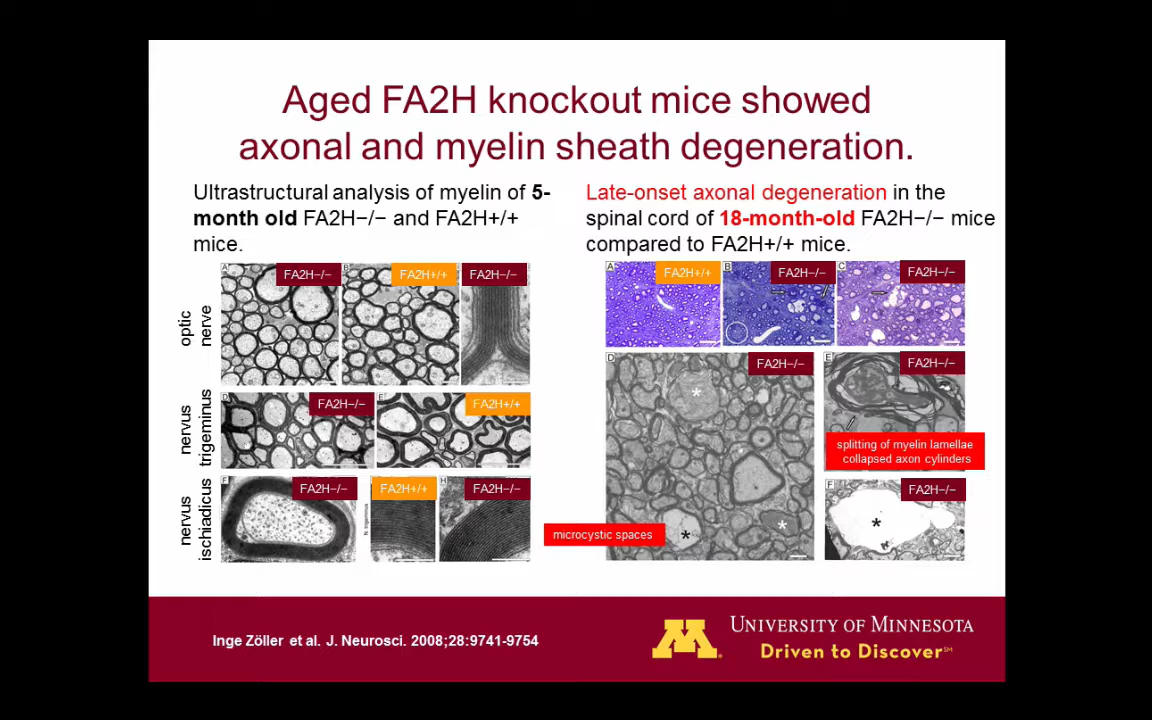 Aged FA2H knockout mice showed
axonal and myelin sheath degeneration.
Ultrastructural analysis of myelin of 5-
month old FA2H−/− and FA2H+/+
mice.
Late-onset axonal degeneration in the
spinal cord of 18-month-old FA2H−/− mice
compared to FA2H+/+ mice.
optic
nerve
A
FA2H−/−
B
FA2H+/+
FA2H−/−
nervus
trigeminus
D
FA2H−/−
E
FA2H+/+
nervus
ischiadicus
F
FA2H−/−
FA2H+/+
N. trigeminus
H
FA2H−/−
A
FA2H+/+
B
FA2H−/−
C
FA2H−/−
D
FA2H−/−
*
*
*
microcystic spaces
E
FA2H−/−
splitting of myelin lamellae
collapsed axon cylinders
F
FA2H−/−
*
Inge Zöller et al. J. Neurosci. 2008;28:9741-9754
M
UNIVERSITY OF MINNESOTA
Driven to Discover℠